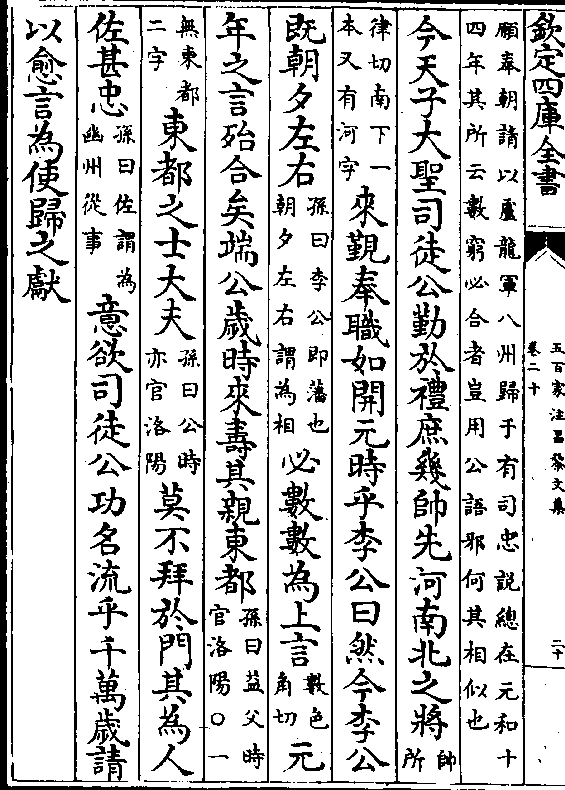 欽定四庫全書
五百家注昌黎文集
卷二十
二十
願奉朝請以盧龍軍八州歸于有司忠說總在元和十
四年其所云數窮必合者豈用公語邪何其相似也
今天子大聖司徒公勤於禮庶幾帥先河南北之將帥所
律切南下一本又有河字來覲奉職如開元時乎李公曰然今李公
既朝夕左右孫曰李公即藩也朝夕左右謂為相必數數為上言數色角切元
年之言殆合矣端公歲時來壽其親東都孫曰益父時官洛陽〇一
無東都二字東都之士大夫孫曰公時亦官洛陽莫不拜於門其為人
佐甚忠孫曰佐謂為幽州從事意欲司徒公功名流乎千萬歲請
以愈言為使歸之獻